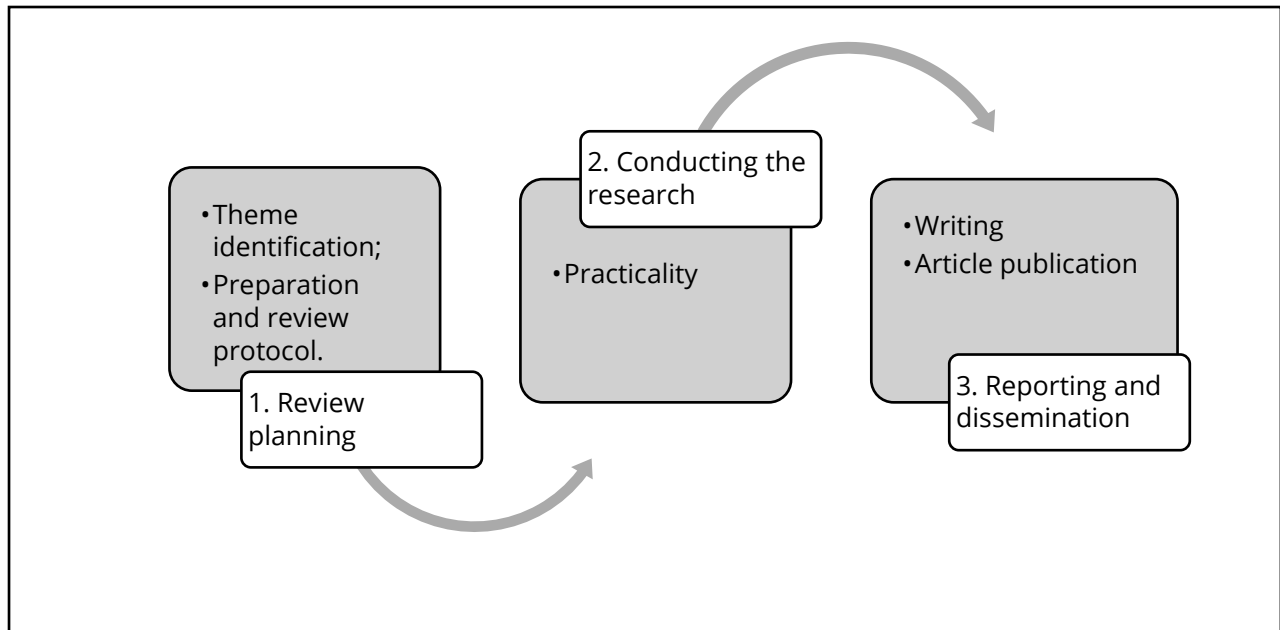 •Theme
identification;
•Preparation
and review
protocol.
1. Review
planning
2. Conducting the
research
•Practicality
•Writing
•Article publication
3. Reporting and
dissemination